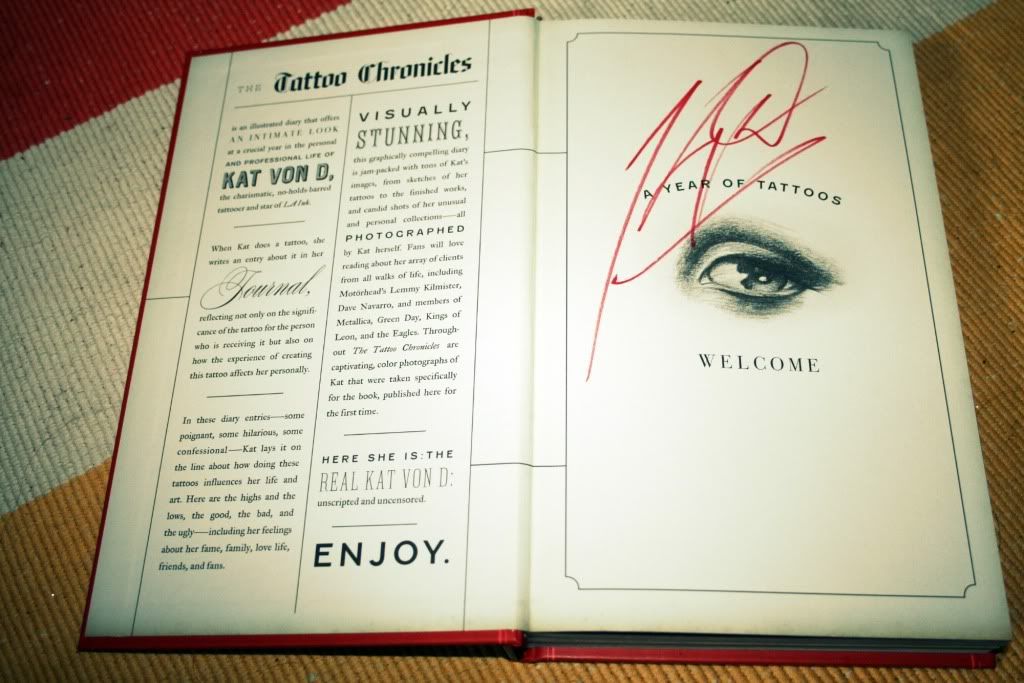 THE Tattoo Chronicles
is an illustrated diary that offers
AN INTIMATE LOOK
at a crucial year in the personal
AND PROFESSIONAL LIFE OF
KAT VON D,
the charismatic, no-holds-barred
tattooer and star of LA Ink.
When Kat does a tattoo, she
writes an entry about it in her
Journal,
reflecting not only on the signifi-
cance of the tattoo for the person
who is receiving it but also on
how the experience of creating
this tattoo affects her personally.
In these diary entries—some
poignant, some hilarious, some
confessional—Kat lays it on
the line about how doing these
tattoos influences her life and
art. Here are the highs and the
lows, the good, the bad, and
the ugly—including her feelings
about her fame, family, love life,
friends, and fans.
VISUALLY
STUNNING,
this graphically compelling diary
is jam-packed with tons of Kat's
images, from sketches of her
tattoos to the finished works,
and candid shots of her unusual
and personal collections—all
PHOTOGRAPHED
by Kat herself. Fans will love
reading about her array of clients
from all walks of life, including
Motörhead's Lemmy Kilmister,
Dave Navarro, and members of
Metallica, Green Day, Kings of
Leon, and the Eagles. Through-
out The Tattoo Chronicles are
captivating, color photographs of
Kat that were taken specifically
for the book, published here for
the first time.
HERE SHE IS: THE
REAL KAT VON D:
unscripted and uncensored.
ENJOY.
A YEAR OF TATTOOS
WELCOME